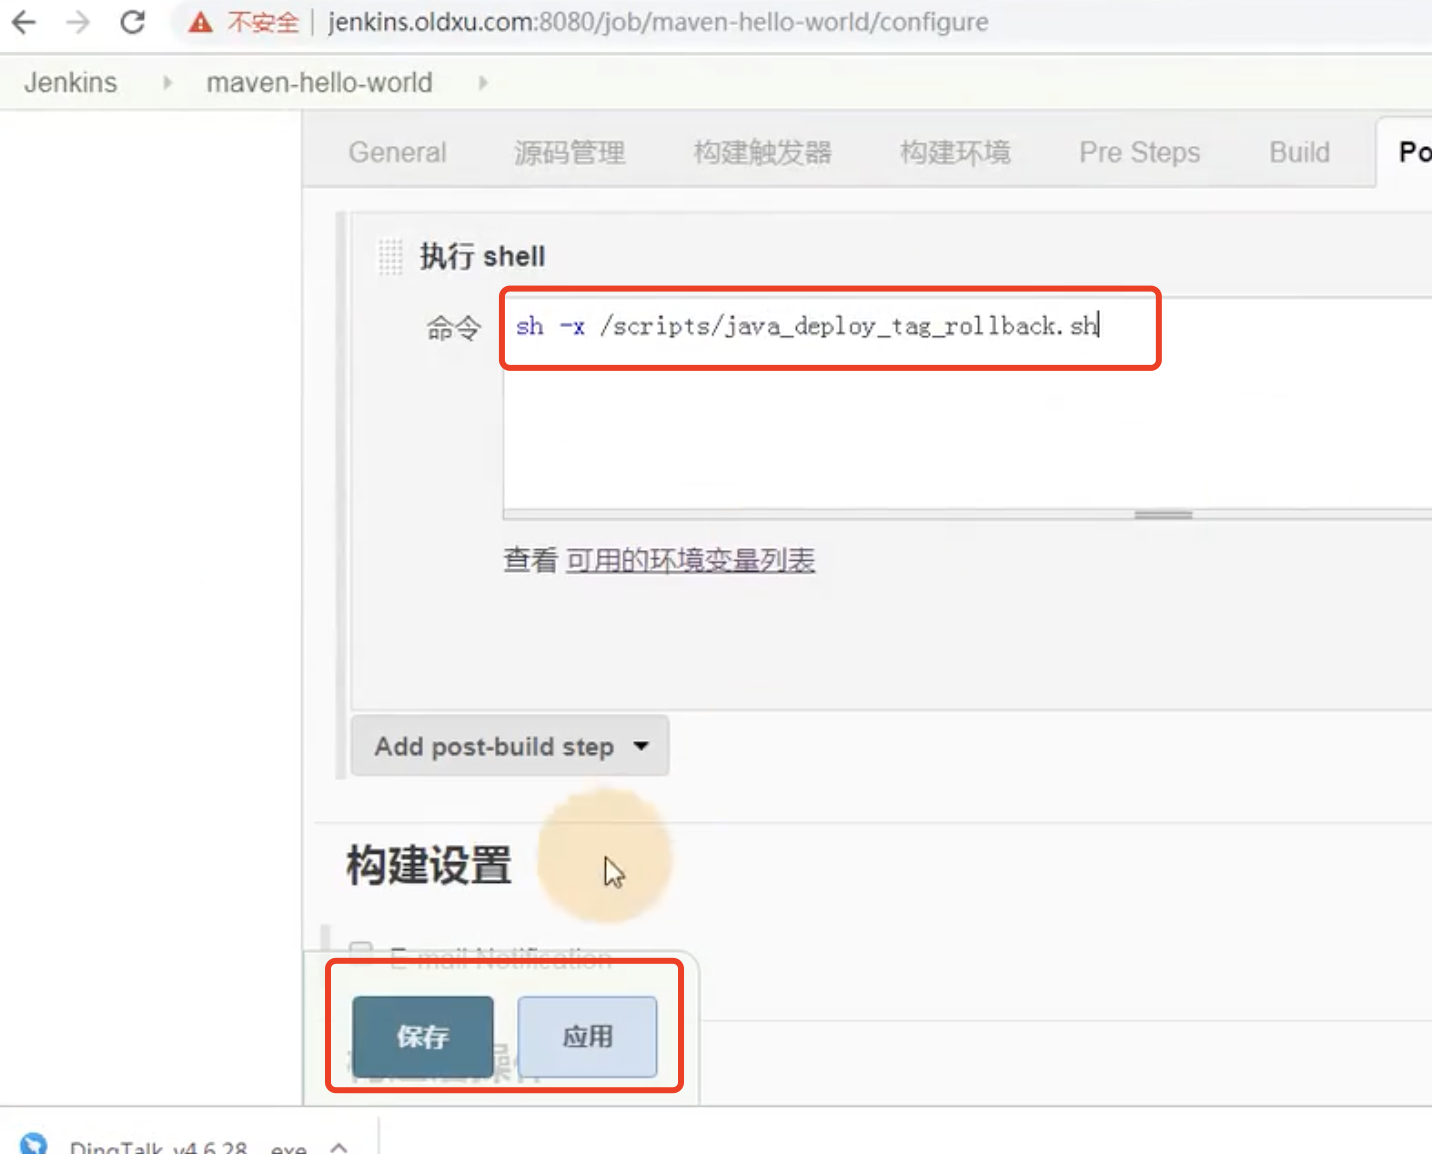 不安全 | jenkins.oldxu.com:8080/job/maven-hello-world/configure
Jenkins maven-hello-world
General 源码管理 构建触发器 构建环境 Pre Steps Build Po
执行 shell
命令 sh -x /scripts/java_deploy_tag_rollback.sh
查看 可用的环境变量列表
Add post-build step
构建设置
E-mail Notification
保存 应用
DingTalk_v4.6.28....exe